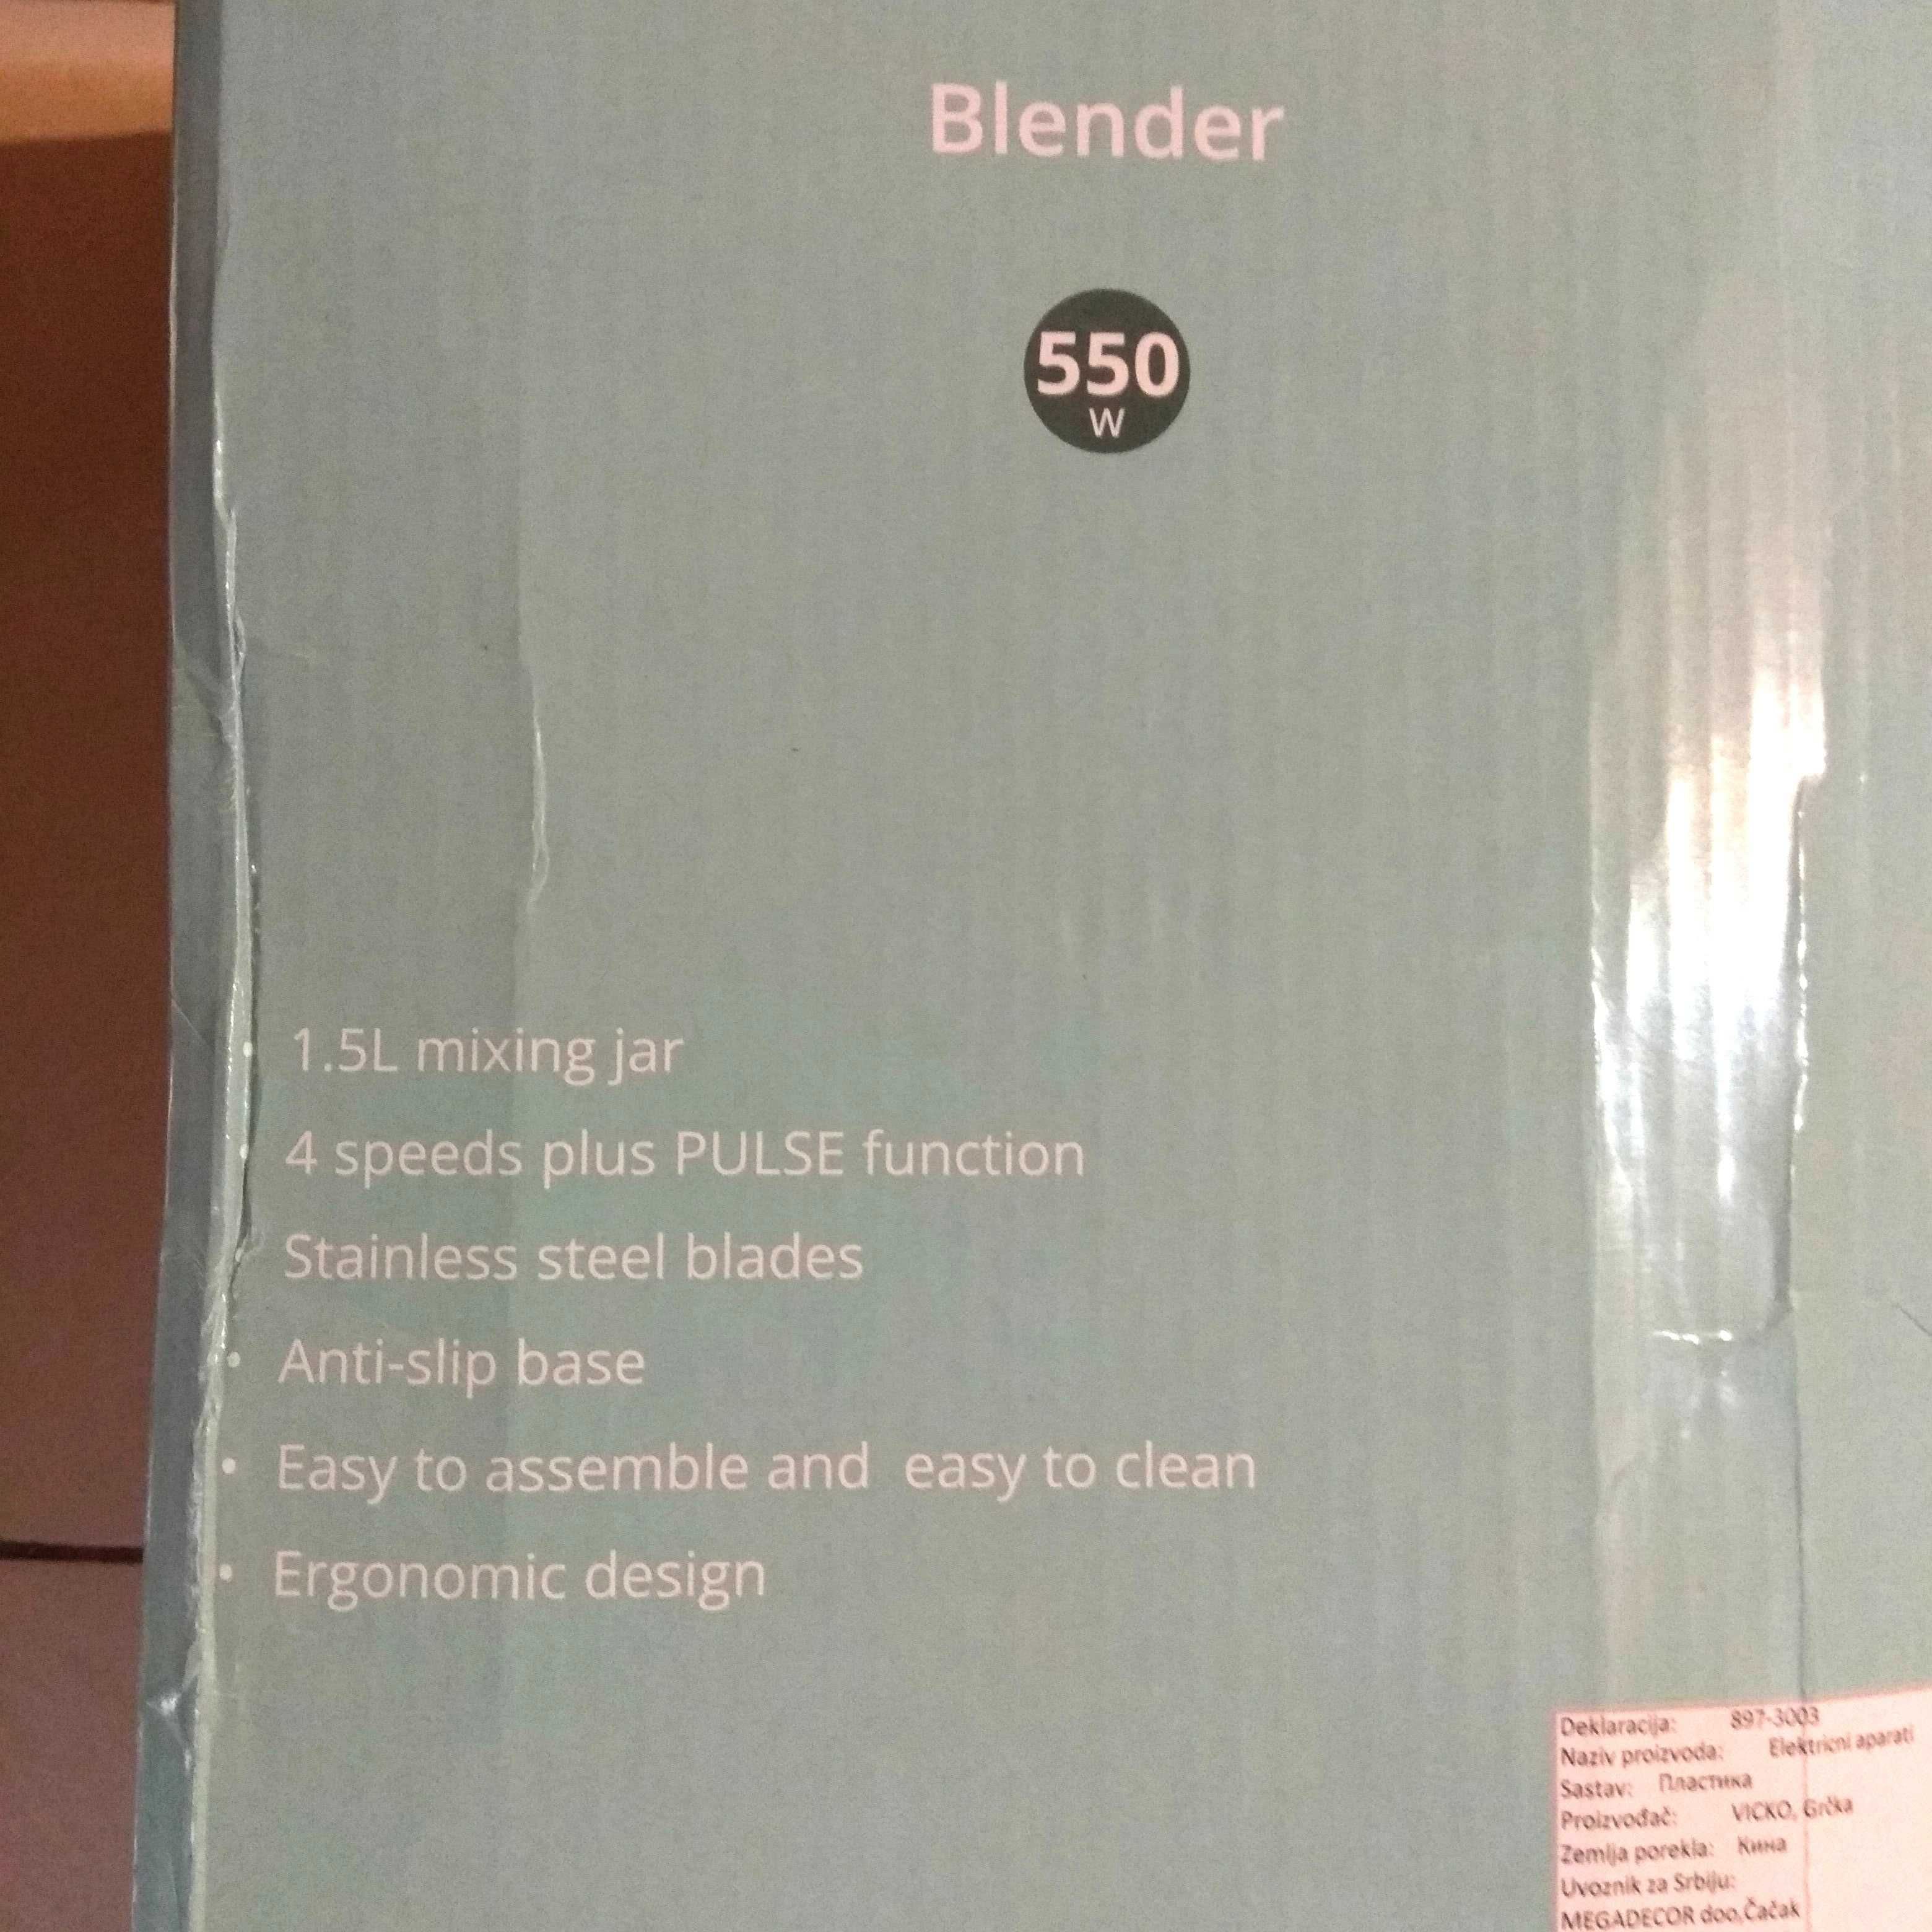 Blender
550
W
• 1.5L mixing jar
• 4 speeds plus PULSE function
Stainless steel blades
• Anti-slip base
• Easy to assemble and easy to clean
• Ergonomic design
Deklaracija: 897-3003
Naziv proizvoda: Elektricni aparati
Sastav: Пластика
Proizvođač: VICKO, Grčka
Zemlja porekla: Кина
Uvoznik za Srbiju:
MEGADECOR doo,Čačak